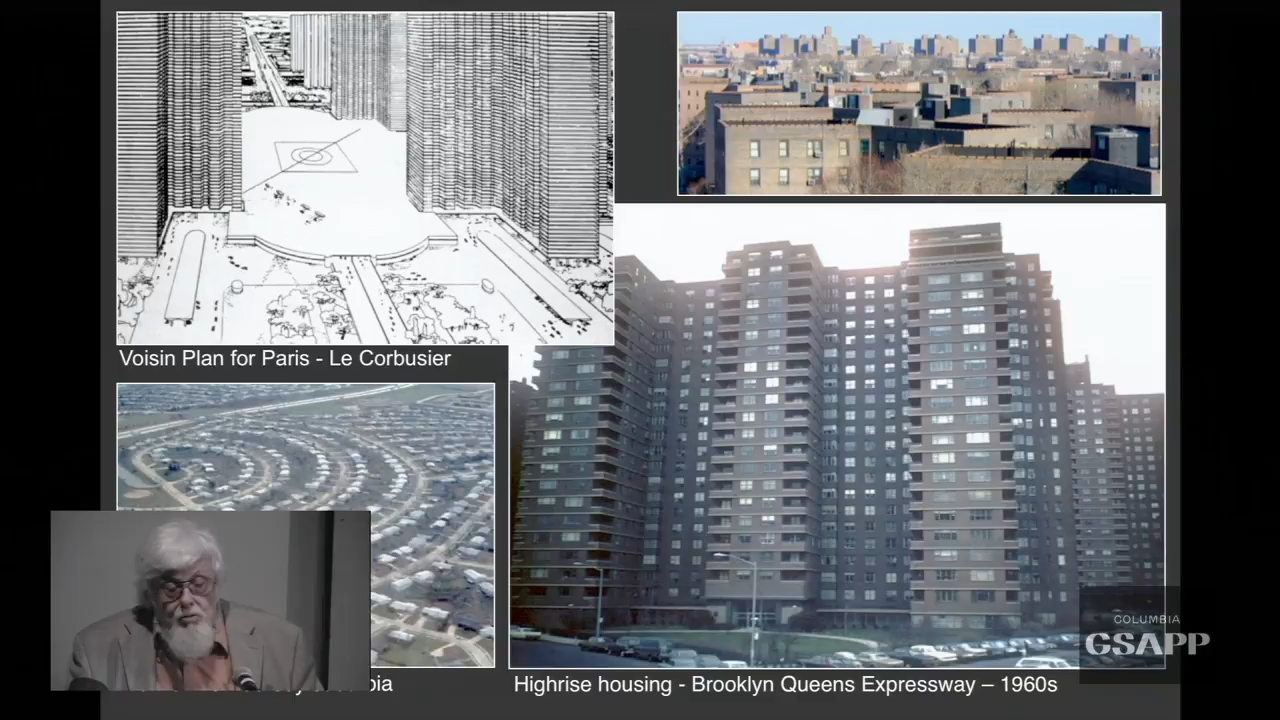 Voisin Plan for Paris - Le Corbusier
Highrise housing - Brooklyn Queens Expressway – 1960s
COLUMBIA
GSAPP